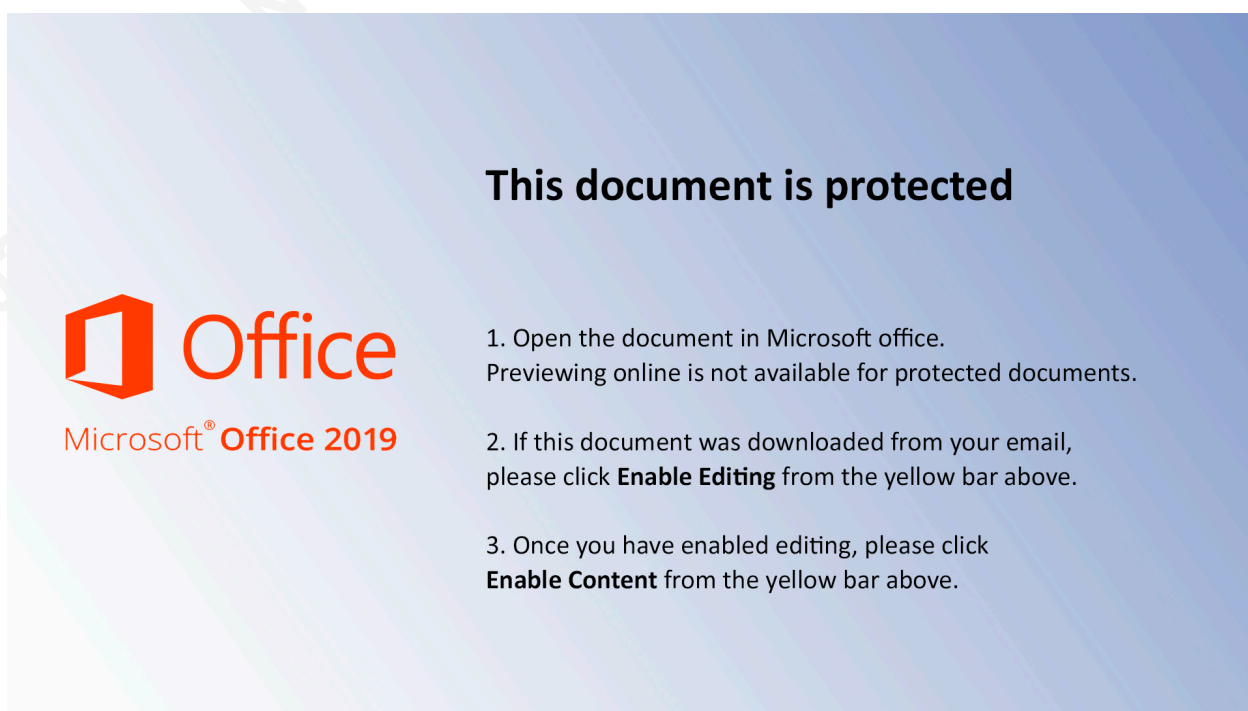 This document is protected
Office
Microsoft® Office 2019
1. Open the document in Microsoft office.
Previewing online is not available for protected documents.
2. If this document was downloaded from your email,
please click Enable Editing from the yellow bar above.
3. Once you have enabled editing, please click
Enable Content from the yellow bar above.